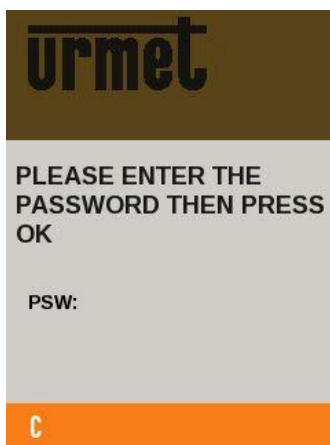 urmet
PLEASE ENTER THE
PASSWORD THEN PRESS
OK
PSW:
C